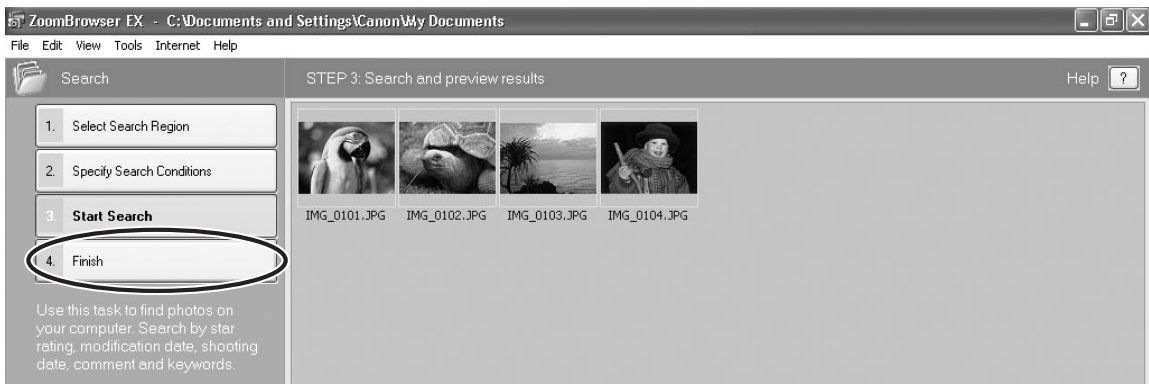 ZoomBrowser EX - C:\Documents and Settings\Canon\My Documents
File Edit View Tools Internet Help
Search
STEP 3: Search and preview results
Help ?
1. Select Search Region
2. Specify Search Conditions
3. Start Search
4. Finish
IMG_0101.JPG IMG_0102.JPG IMG_0103.JPG IMG_0104.JPG
Use this task to find photos on
your computer. Search by star
rating, modification date, shooting
date, comment and keywords.